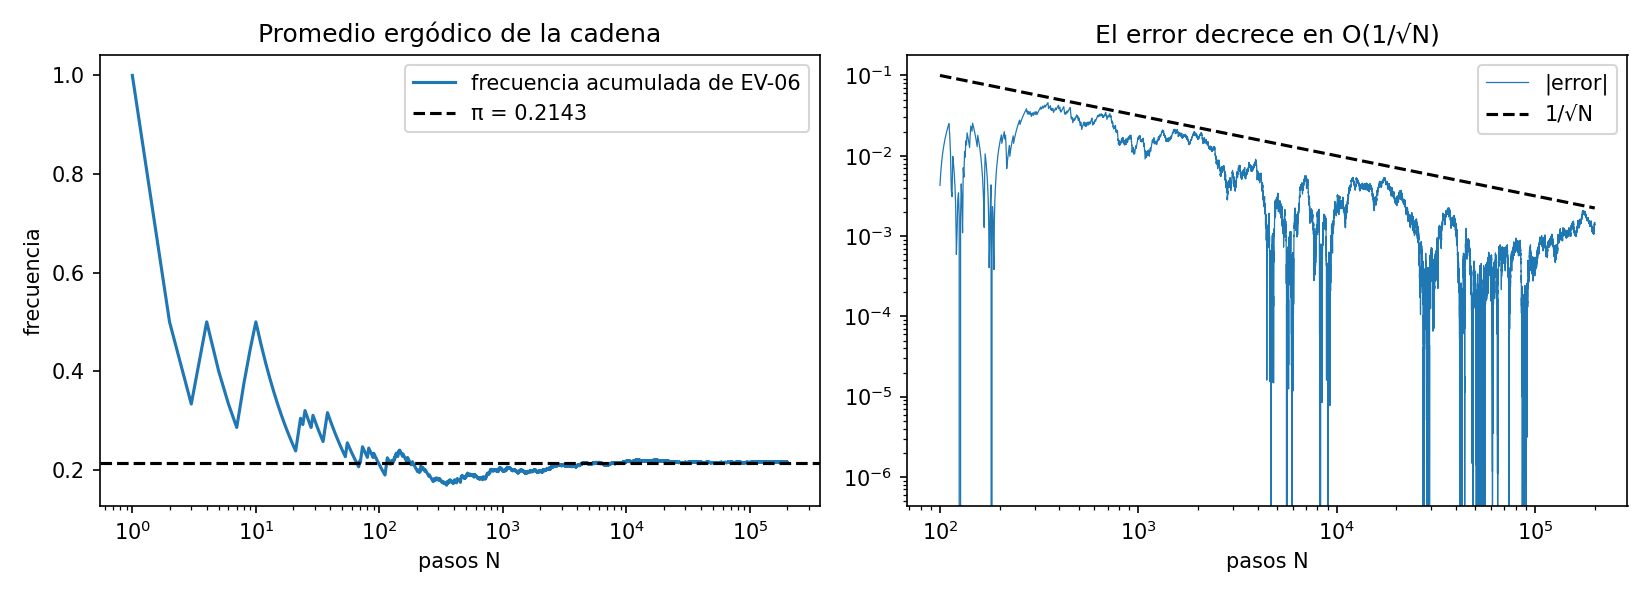 Promedio ergódico de la cadena
frecuencia acumulada de EV-06
π = 0.2143
1.0
0.8
0.6
0.4
0.2
frecuencia
10⁰
10¹
10²
10³
10⁴
10⁵
pasos N
El error decrece en O(1/√N)
|error|
1/√N
10⁻¹
10⁻²
10⁻³
10⁻⁴
10⁻⁵
10⁻⁶
10²
10³
10⁴
10⁵
pasos N